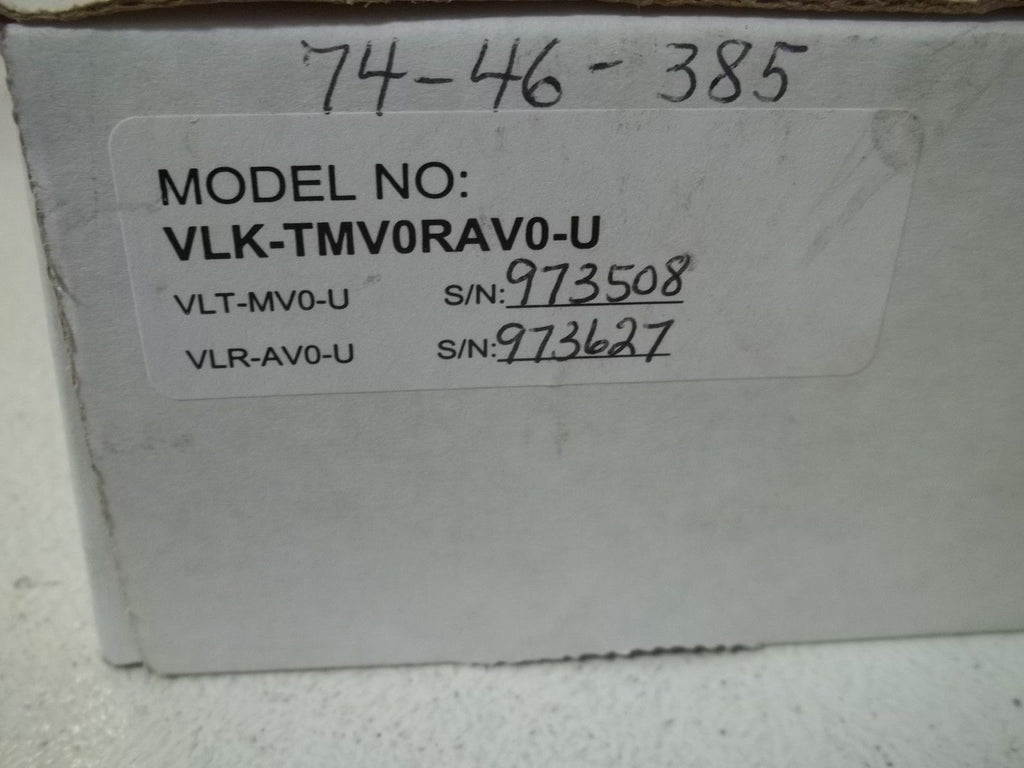 74-46-385
MODEL NO:
VLK-TMV0RAV0-U
VLT-MV0-U S/N: 973508
VLR-AV0-U S/N: 973627